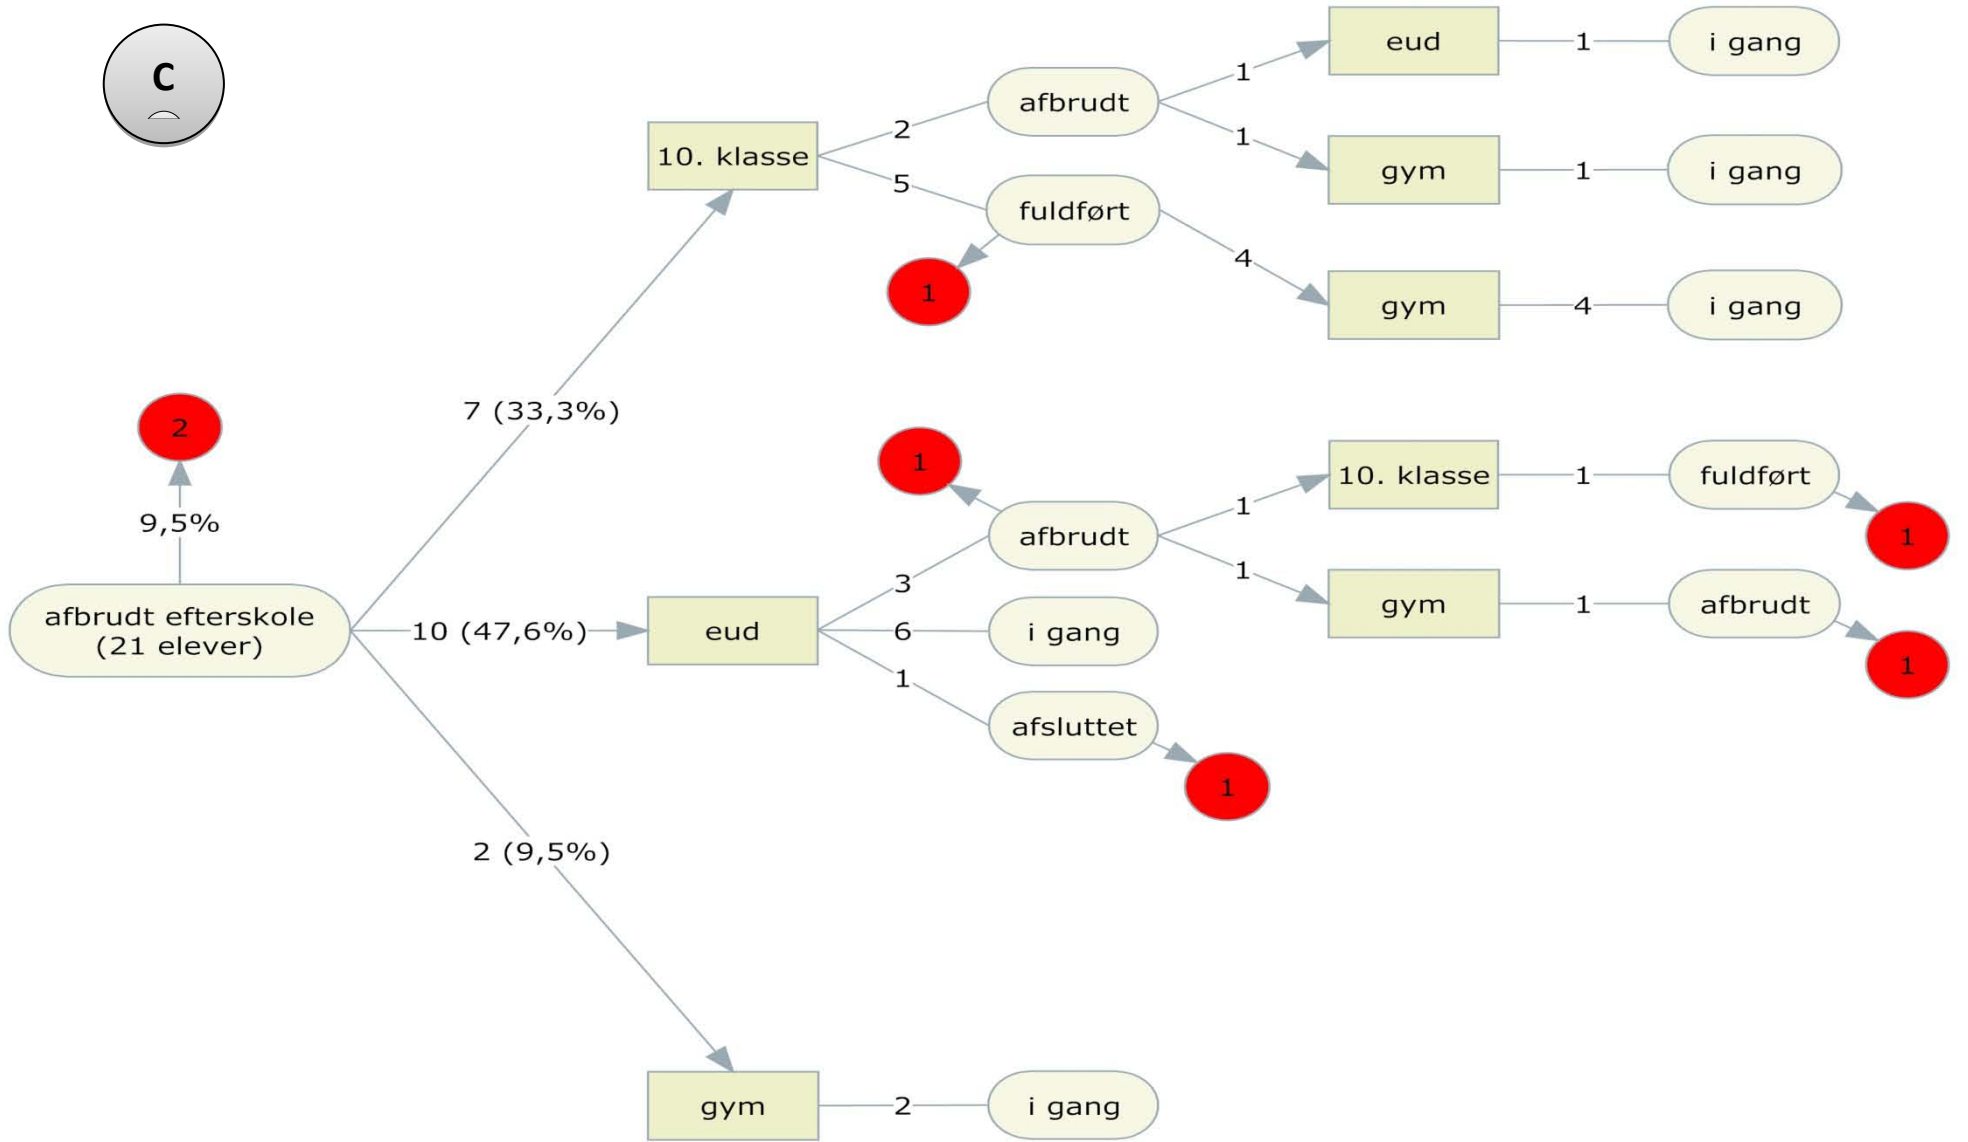 C
eud
1
i gang
afbrudt
1
2
1
gym
1
i gang
10. klasse
5
fuldført
4
1
gym
4
i gang
7 (33,3%)
2
9,5%
afbrudt efterskole
(21 elever)
10 (47,6%)
eud
1
3
afbrudt
1
10. klasse
1
fuldført
1
1
gym
1
afbrudt
1
6
i gang
1
afsluttet
1
2 (9,5%)
gym
2
i gang